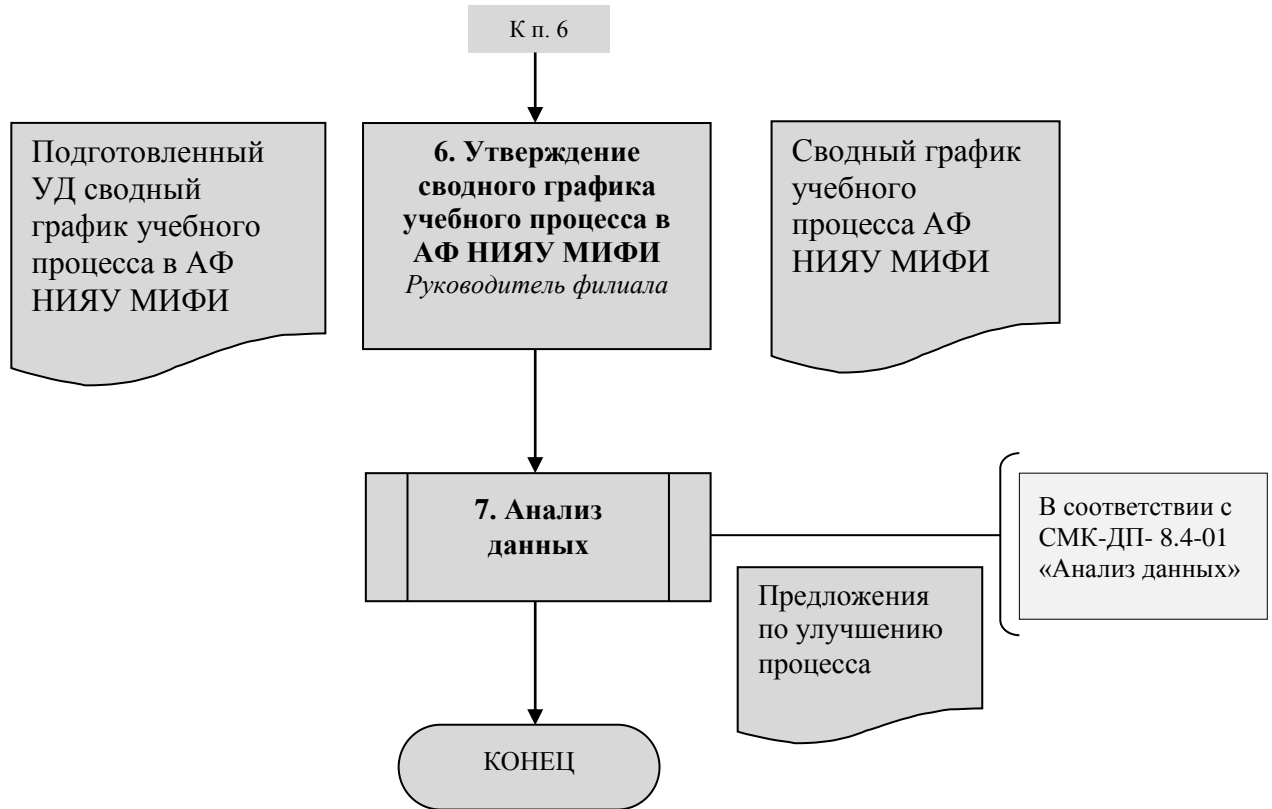 К п. 6
Подготовленный
УД сводный
график учебного
процесса в АФ
НИЯУ МИФИ
6. Утверждение
сводного графика
учебного процесса в
АФ НИЯУ МИФИ
Руководитель филиала
Сводный график
учебного
процесса АФ
НИЯУ МИФИ
7. Анализ
данных
В соответствии с
СМК-ДП- 8.4-01
«Анализ данных»
Предложения
по улучшению
процесса
КОНЕЦ